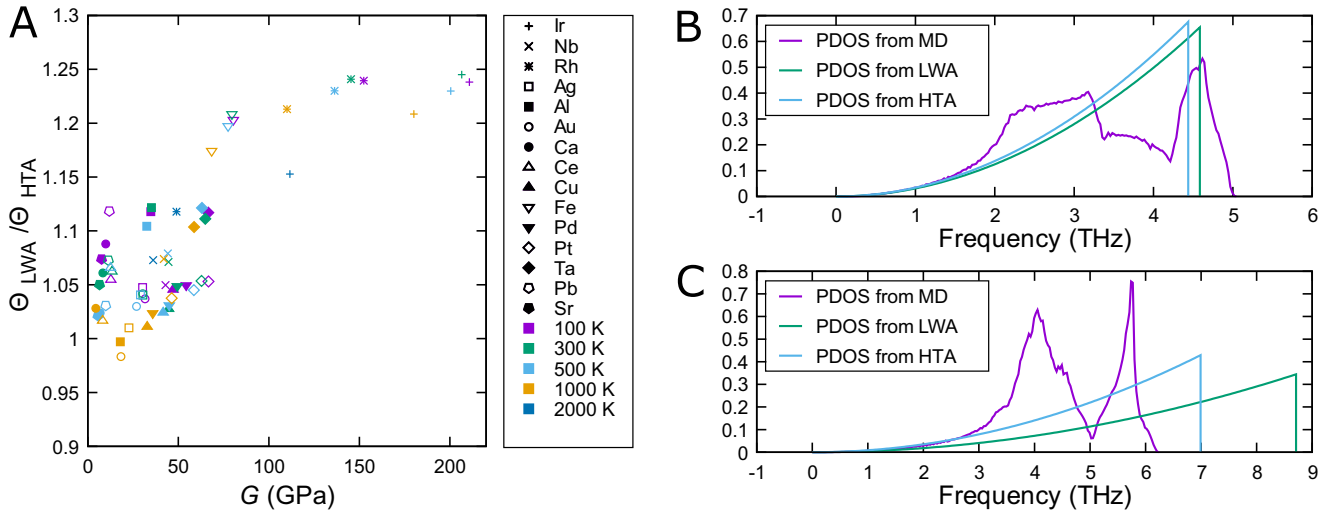 A
Θ LWA /Θ HTA
1.3
1.25
1.2
1.15
1.1
1.05
1
0.95
0.9
0
50
100
150
200
G (GPa)
Ir
Nb
Rh
Ag
Al
Au
Ca
Ce
Cu
Fe
Pd
Pt
Ta
Pb
Sr
100 K
300 K
500 K
1000 K
2000 K
B
0.7
0.6
0.5
0.4
0.3
0.2
0.1
0
PDOS from MD
PDOS from LWA
PDOS from HTA
-1
0
1
2
3
4
5
6
Frequency (THz)
C
0.8
0.7
0.6
0.5
0.4
0.3
0.2
0.1
0
PDOS from MD
PDOS from LWA
PDOS from HTA
-1
0
1
2
3
4
5
6
7
8
9
Frequency (THz)